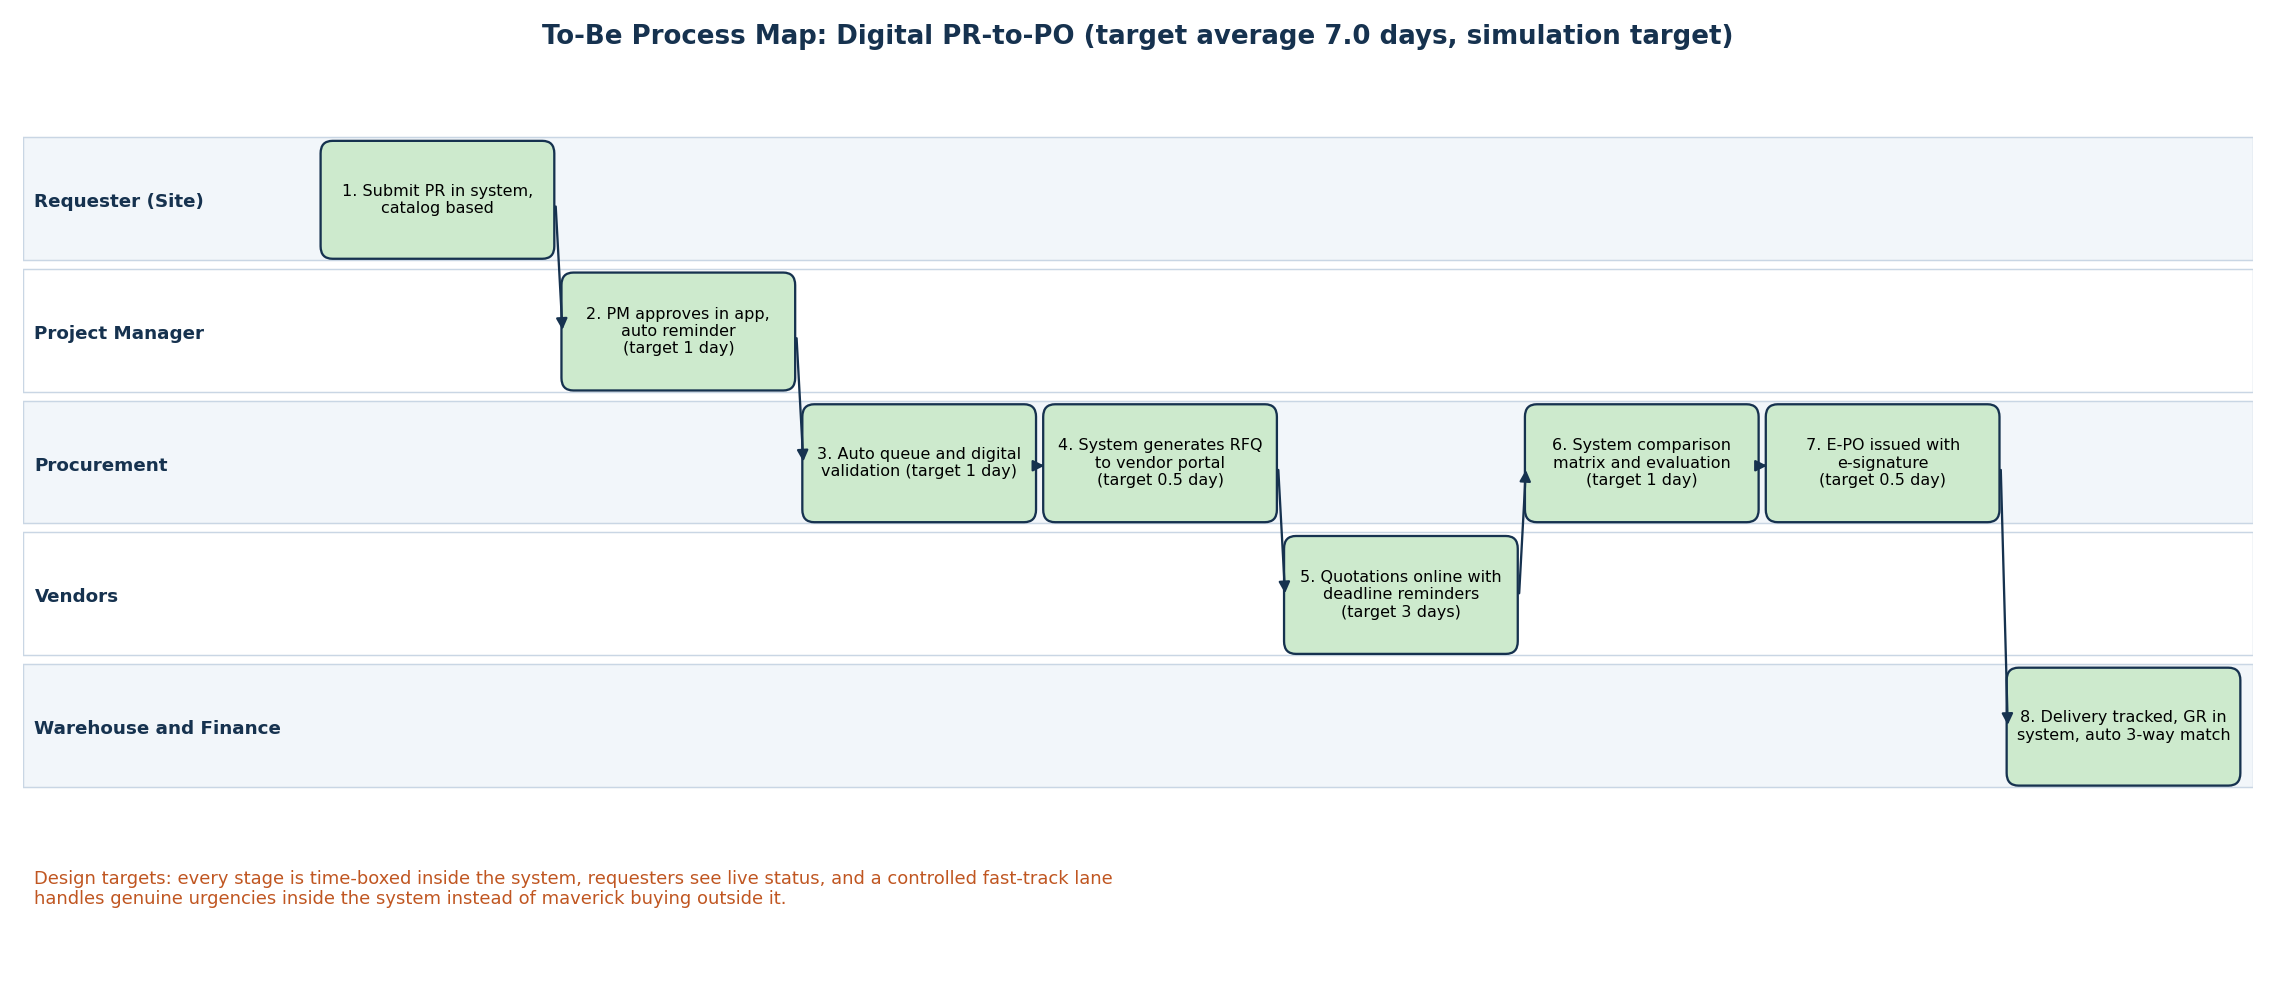 To-Be Process Map: Digital PR-to-PO (target average 7.0 days, simulation target)
Requester (Site)
1. Submit PR in system,
catalog based
Project Manager
2. PM approves in app,
auto reminder
(target 1 day)
Procurement
3. Auto queue and digital
validation (target 1 day)
4. System generates RFQ
to vendor portal
(target 0.5 day)
6. System comparison
matrix and evaluation
(target 1 day)
7. E-PO issued with
e-signature
(target 0.5 day)
Vendors
5. Quotations online with
deadline reminders
(target 3 days)
Warehouse and Finance
8. Delivery tracked, GR in
system, auto 3-way match
Design targets: every stage is time-boxed inside the system, requesters see live status, and a controlled fast-track lane
handles genuine urgencies inside the system instead of maverick buying outside it.